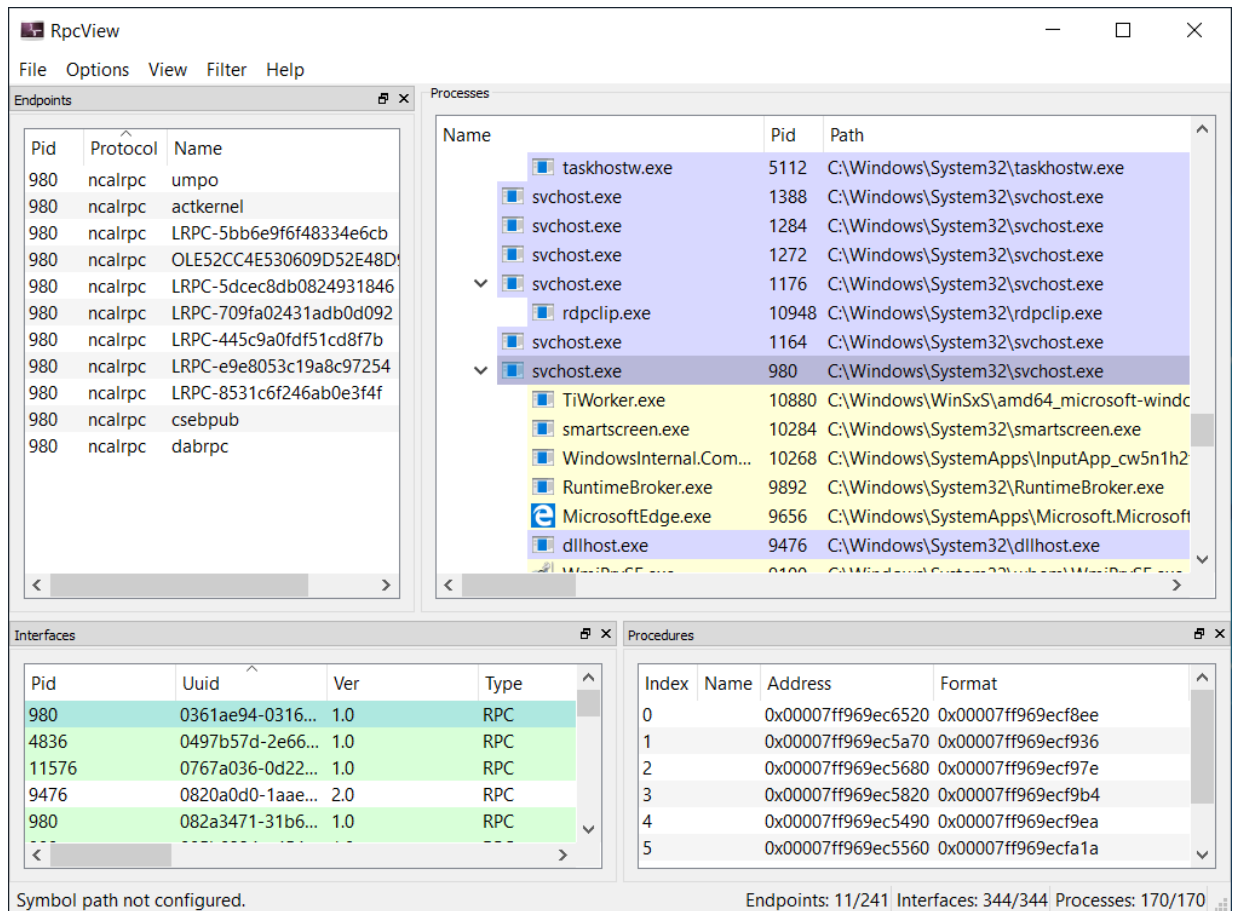 RpcView
File Options View Filter Help
Endpoints
Pid Protocol Name
980 ncalrpc umpo
980 ncalrpc actkernel
980 ncalrpc LRPC-5bb6e9f6f48334e6cb
980 ncalrpc OLE52CC4E530609D52E48D
980 ncalrpc LRPC-5dcec8db0824931846
980 ncalrpc LRPC-709fa02431adb0d092
980 ncalrpc LRPC-445c9a0fdf51cd8f7b
980 ncalrpc LRPC-e9e8053c19a8c97254
980 ncalrpc LRPC-8531c6f246ab0e3f4f
980 ncalrpc csebpub
980 ncalrpc dabrpc
Processes
Name Pid Path
taskhostw.exe 5112 C:\Windows\System32\taskhostw.exe
svchost.exe 1388 C:\Windows\System32\svchost.exe
svchost.exe 1284 C:\Windows\System32\svchost.exe
svchost.exe 1272 C:\Windows\System32\svchost.exe
svchost.exe 1176 C:\Windows\System32\svchost.exe
rdpclip.exe 10948 C:\Windows\System32\rdpclip.exe
svchost.exe 1164 C:\Windows\System32\svchost.exe
svchost.exe 980 C:\Windows\System32\svchost.exe
TiWorker.exe 10880 C:\Windows\WinSxS\amd64_microsoft-windc
smartscreen.exe 10284 C:\Windows\System32\smartscreen.exe
WindowsInternal.Com... 10268 C:\Windows\SystemApps\InputApp_cw5n1h2
RuntimeBroker.exe 9892 C:\Windows\System32\RuntimeBroker.exe
MicrosoftEdge.exe 9656 C:\Windows\SystemApps\Microsoft.Microsoft
dllhost.exe 9476 C:\Windows\System32\dllhost.exe
Interfaces
Pid Uuid Ver Type
980 0361ae94-0316... 1.0 RPC
4836 0497b57d-2e66... 1.0 RPC
11576 0767a036-0d22... 1.0 RPC
9476 0820a0d0-1aae... 2.0 RPC
980 082a3471-31b6... 1.0 RPC
Procedures
Index Name Address Format
0 0x00007ff969ec6520 0x00007ff969ecf8ee
1 0x00007ff969ec5a70 0x00007ff969ecf936
2 0x00007ff969ec5680 0x00007ff969ecf97e
3 0x00007ff969ec5820 0x00007ff969ecf9b4
4 0x00007ff969ec5490 0x00007ff969ecf9ea
5 0x00007ff969ec5560 0x00007ff969ecfa1a
Symbol path not configured.
Endpoints: 11/241 Interfaces: 344/344 Processes: 170/170